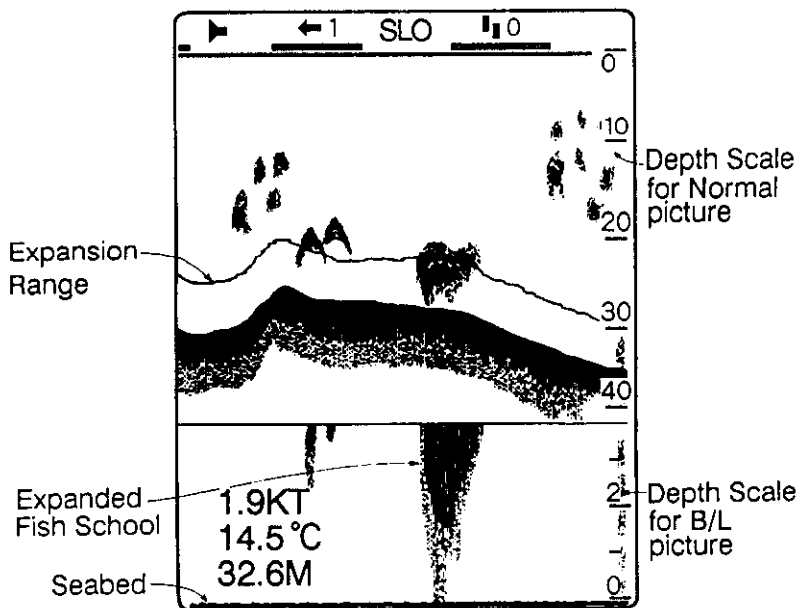 ←1 SLO 0
0
10
Depth Scale
for Normal
picture
20
Expansion
Range
30
40
Expanded
Fish School
1.9KT
14.5°C
32.6M
2
Depth Scale
for B/L
picture
Seabed
0